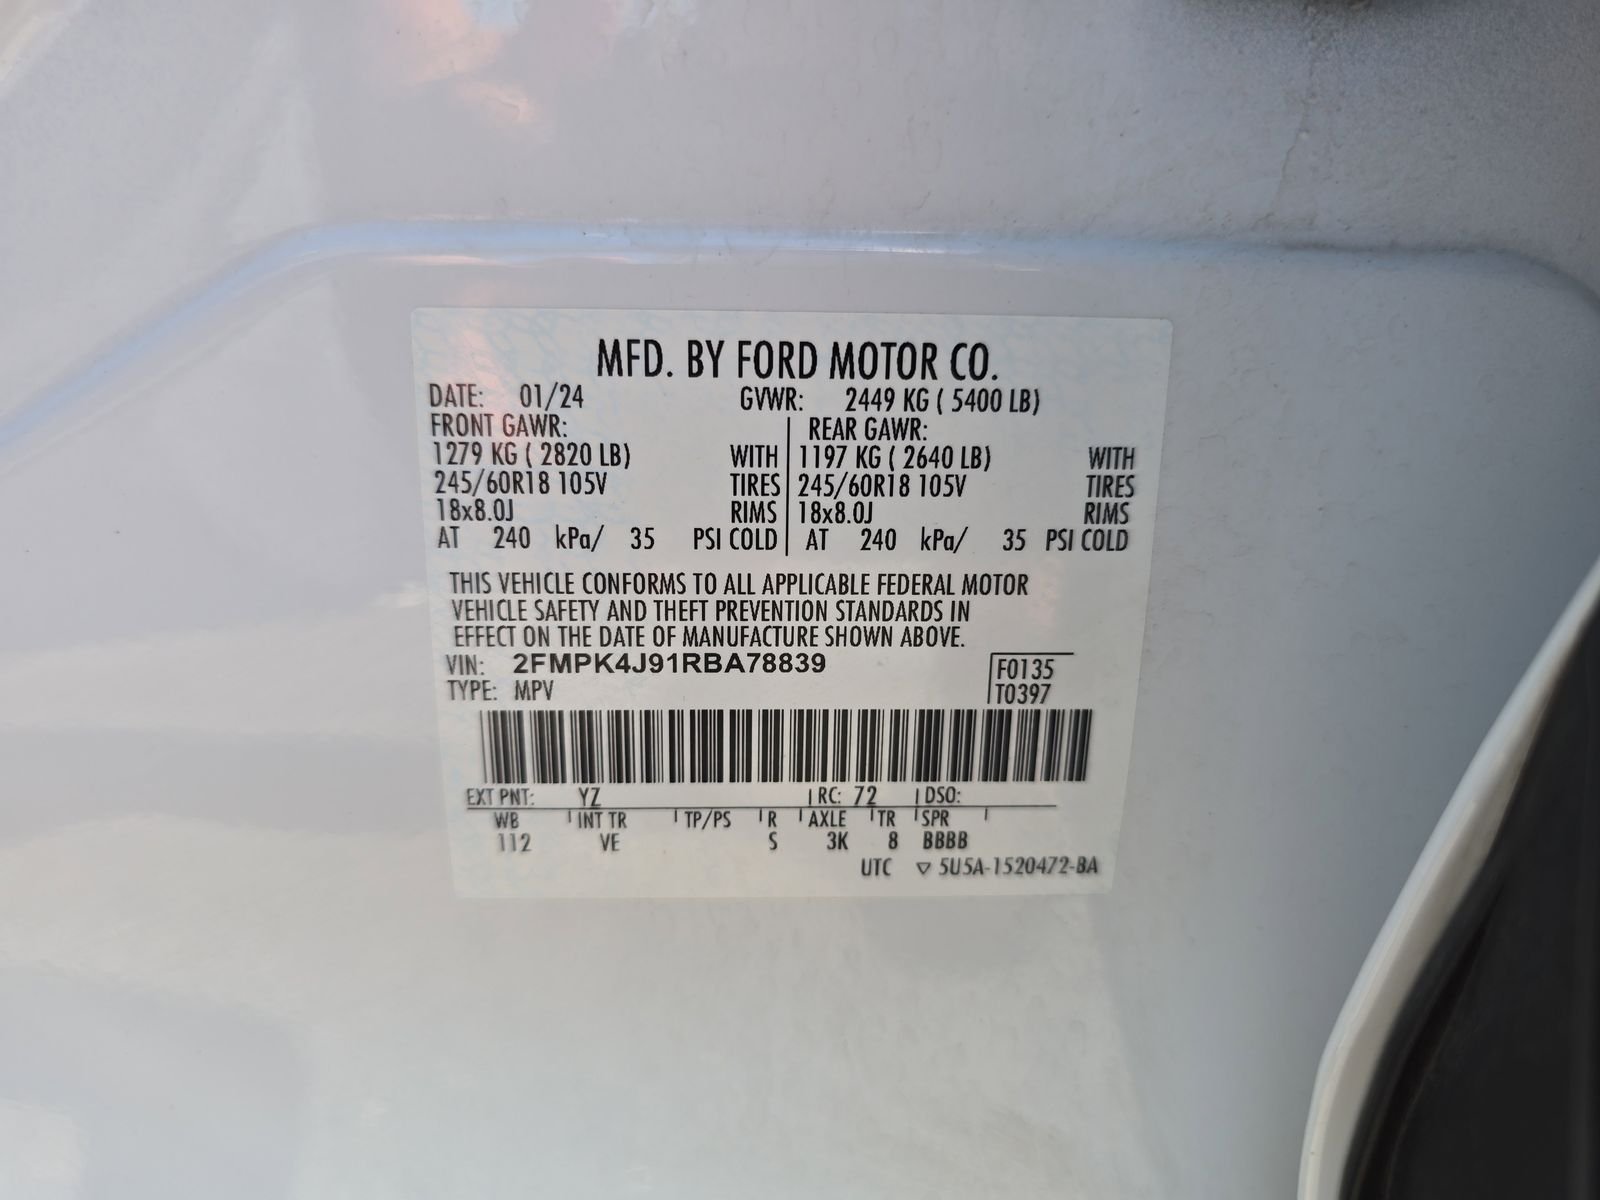 MFD. BY FORD MOTOR CO.
DATE: 01/24 GVWR: 2449 KG ( 5400 LB)
FRONT GAWR: REAR GAWR:
1279 KG ( 2820 LB) WITH 1197 KG ( 2640 LB) WITH
245/60R18 105V TIRES 245/60R18 105V TIRES
18x8.0J RIMS 18x8.0J RIMS
AT 240 kPa/ 35 PSI COLD AT 240 kPa/ 35 PSI COLD
THIS VEHICLE CONFORMS TO ALL APPLICABLE FEDERAL MOTOR
VEHICLE SAFETY AND THEFT PREVENTION STANDARDS IN
EFFECT ON THE DATE OF MANUFACTURE SHOWN ABOVE.
VIN: 2FMPK4J91RBA78839 F0135
TYPE: MPV T0397
EXT PNT: YZ RC: 72 DSO:
WB INT TR TP/PS R AXLE TR SPR
112 VE S 3K 8 BBBB
UTC ▽ 5U5A-1520472-BA